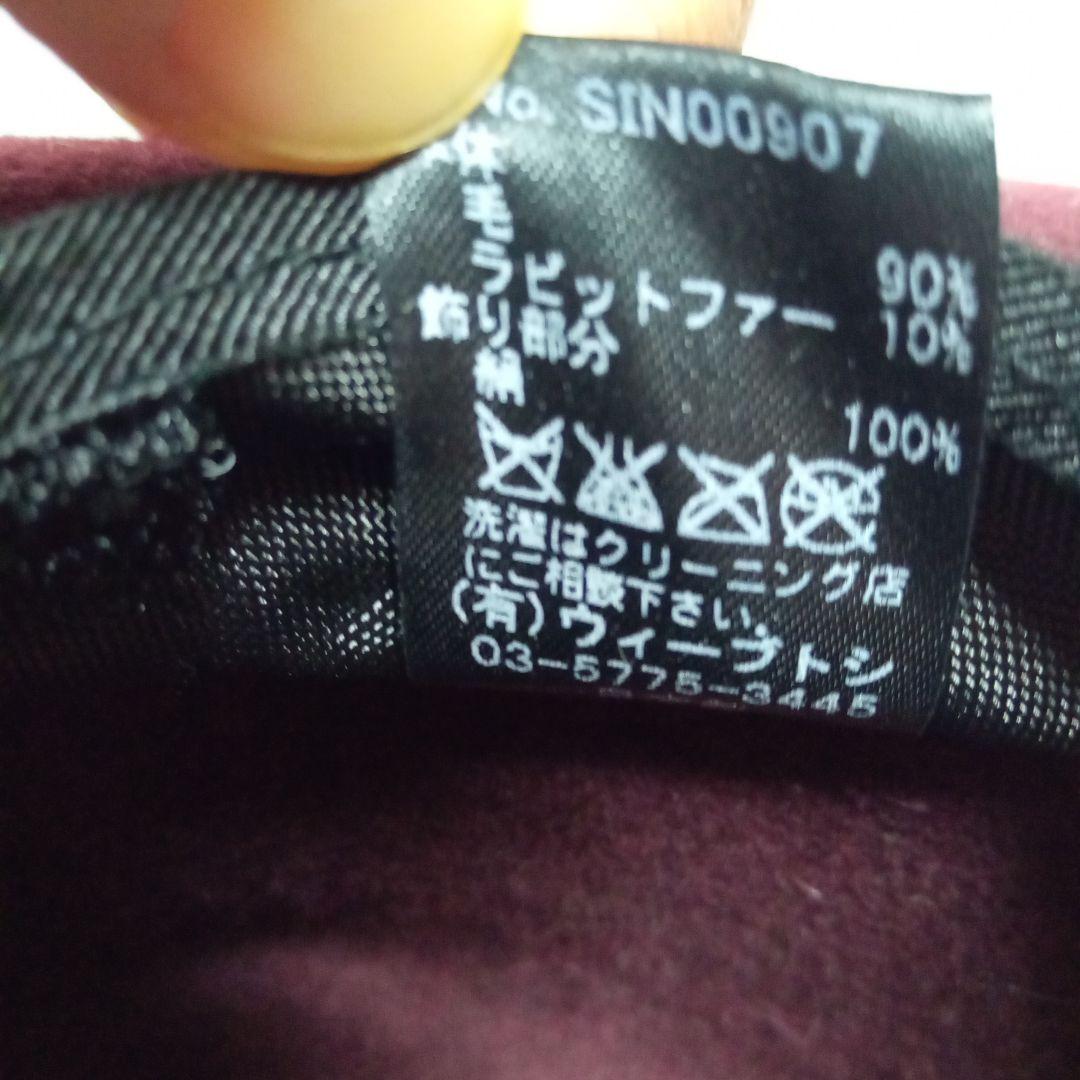 No. SIN00907
本体
毛 90%
ラビットファー 10%
飾り部分
絹 100%
洗濯はクリーニング店
にご相談下さい。
(有)ウィーブトシ
03-5775-3445